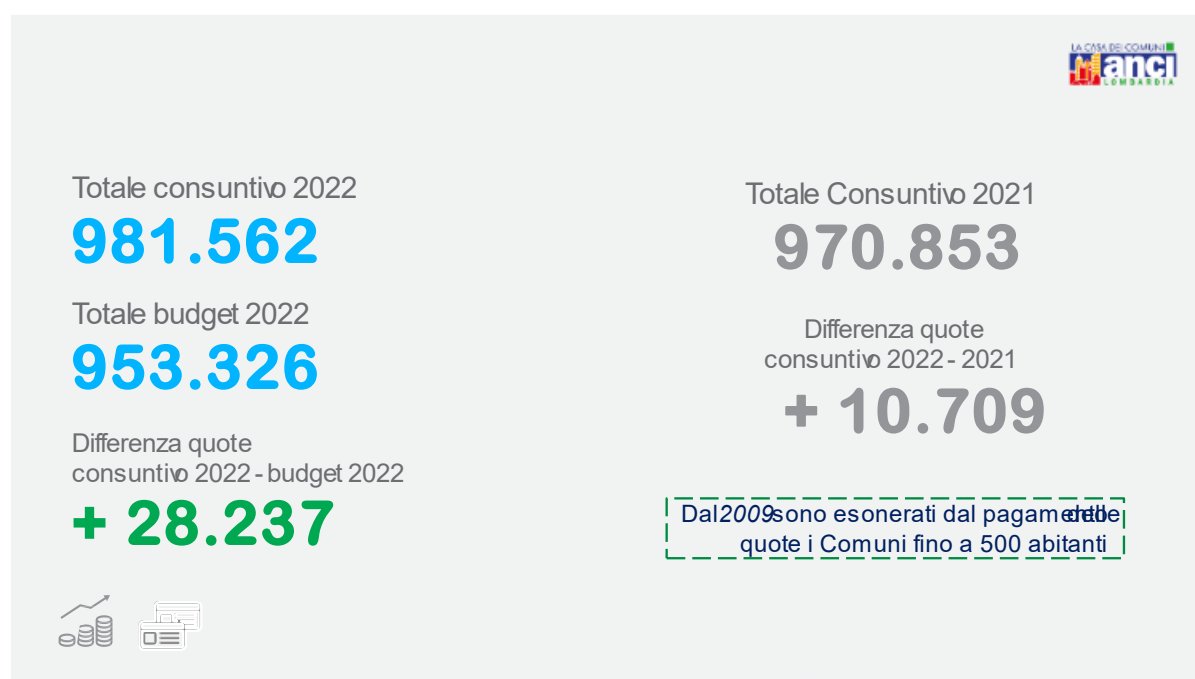 LA CASA DEI COMUNI
anci
LOMBARDIA
Totale consuntivo 2022
981.562
Totale budget 2022
953.326
Differenza quote
consuntivo 2022 - budget 2022
+ 28.237
Totale Consuntivo 2021
970.853
Differenza quote
consuntivo 2022 - 2021
+ 10.709
Dal 2009 sono esonerati dal pagamento delle
quote i Comuni fino a 500 abitanti